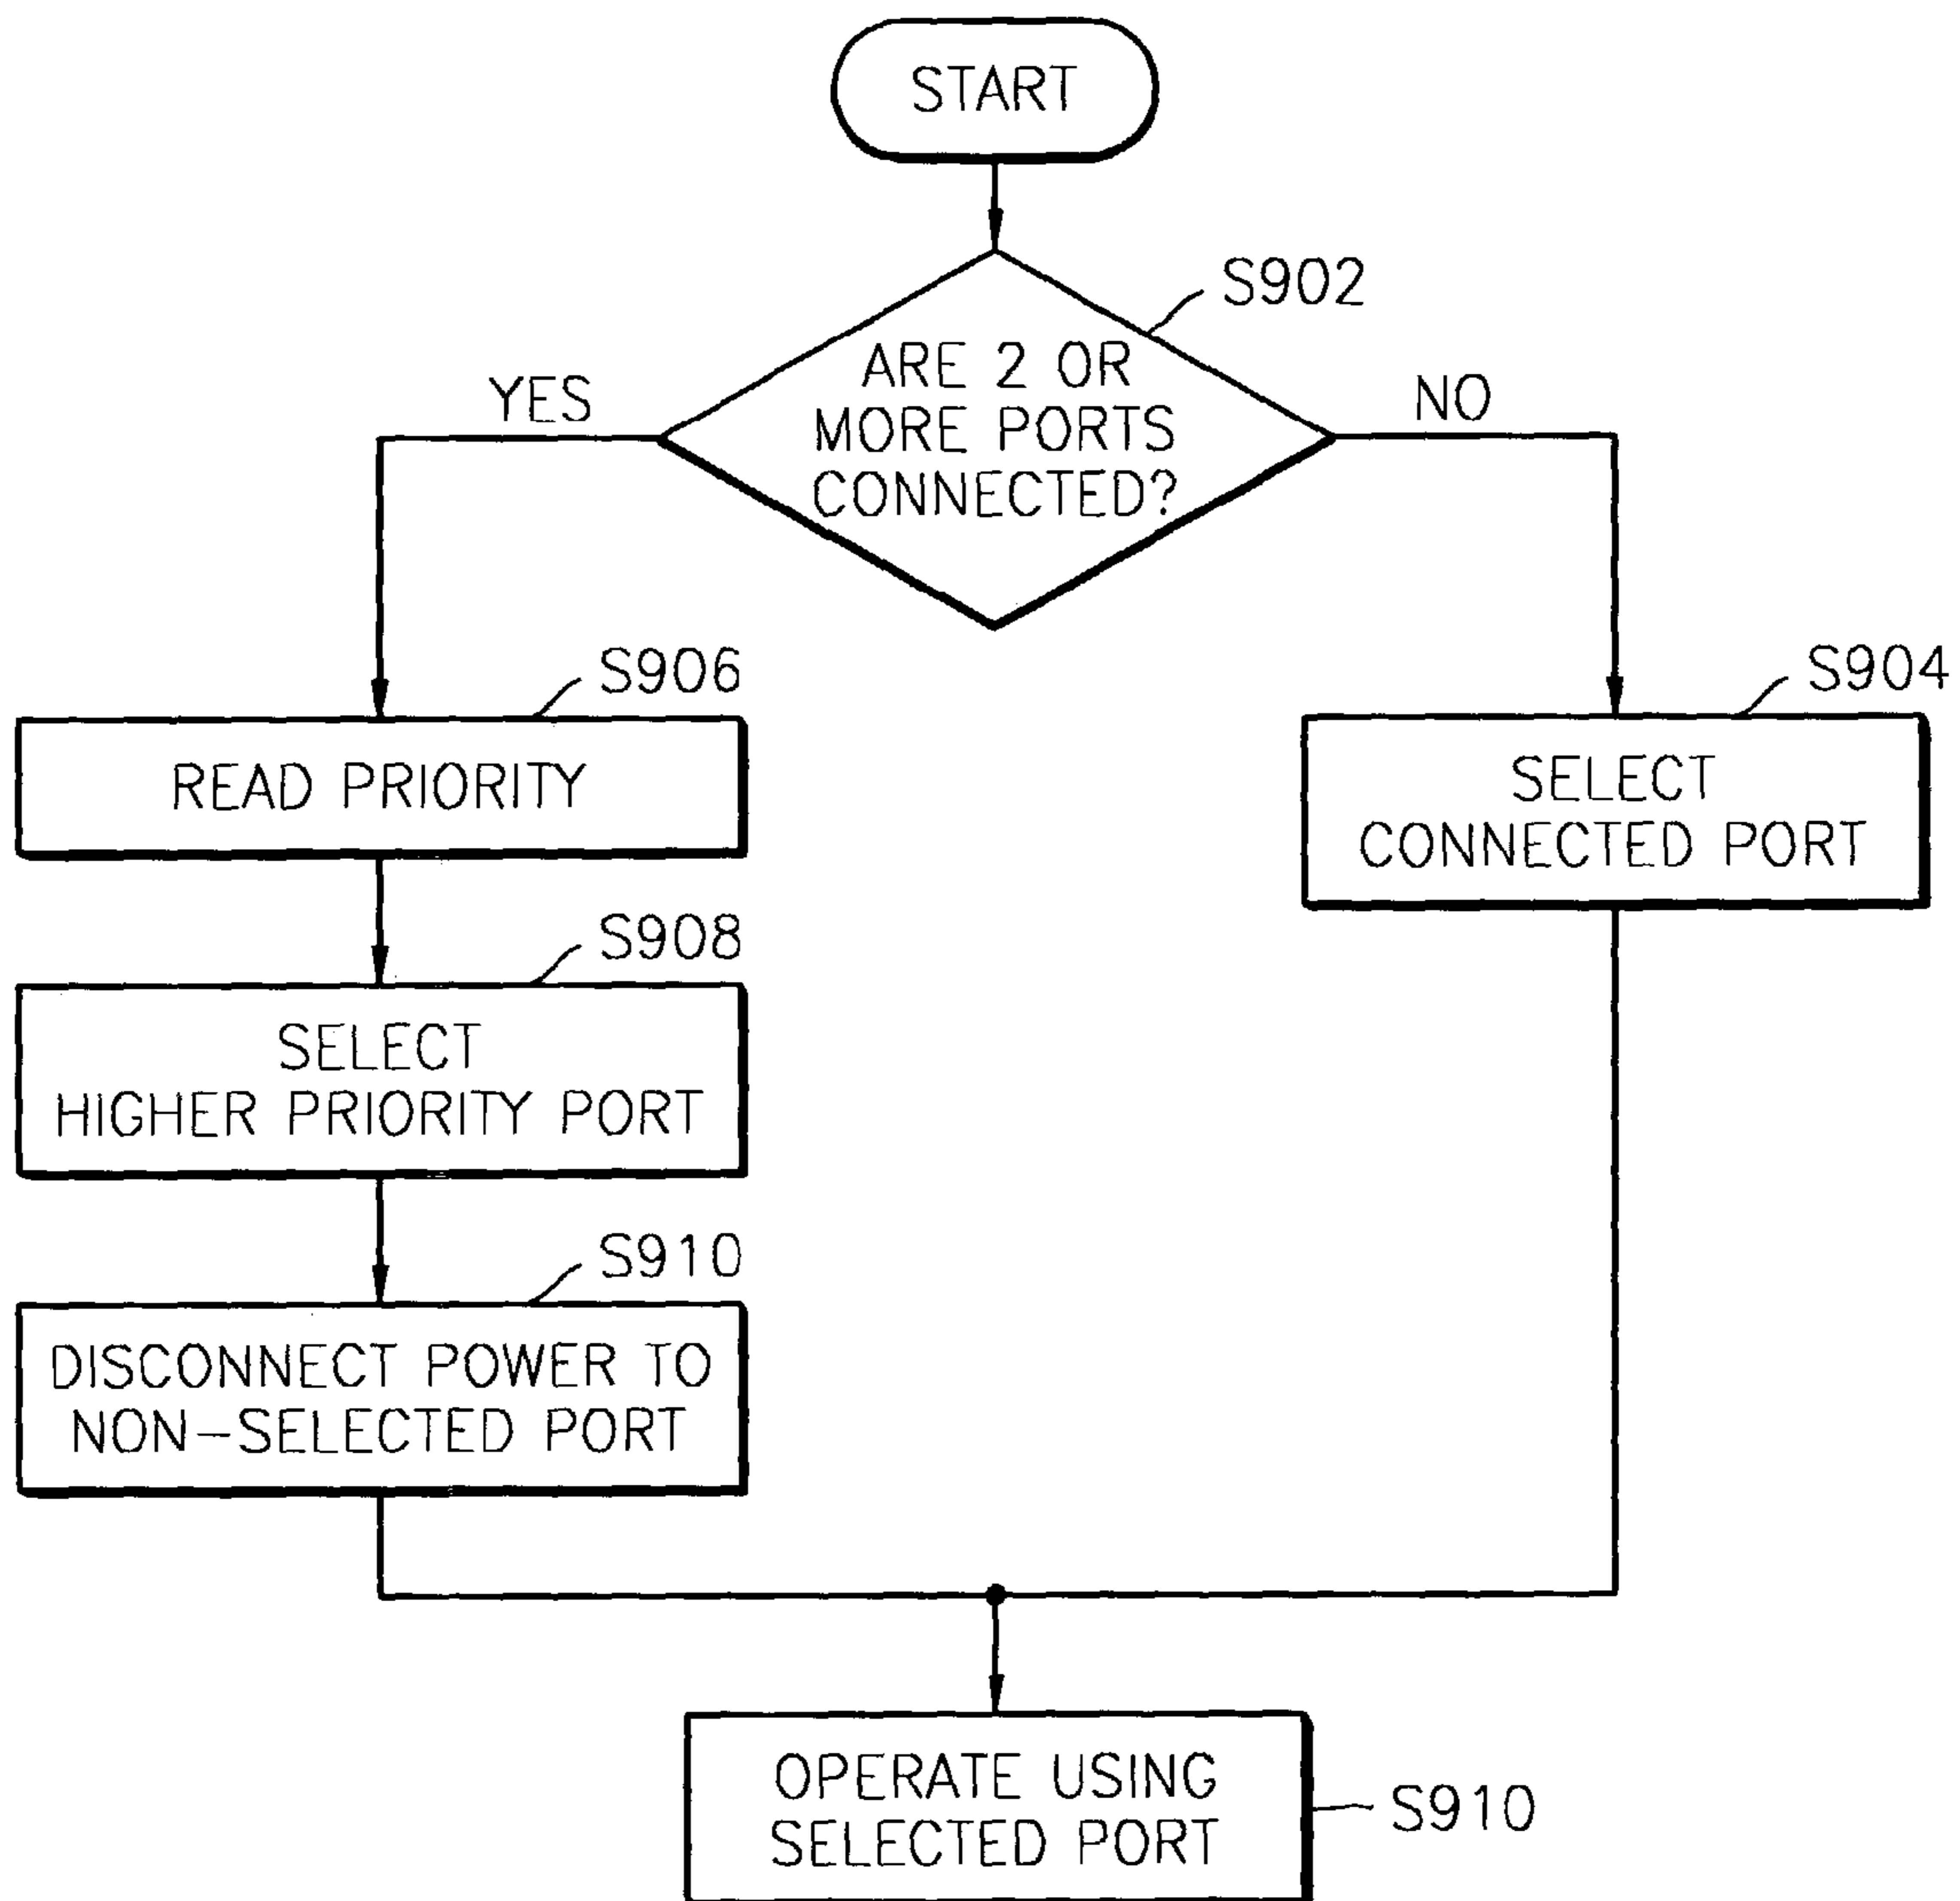 START
S902
ARE 2 OR
MORE PORTS
CONNECTED?
YES
NO
S906
READ PRIORITY
S904
SELECT
CONNECTED PORT
S908
SELECT
HIGHER PRIORITY PORT
S910
DISCONNECT POWER TO
NON-SELECTED PORT
OPERATE USING
SELECTED PORT
S910